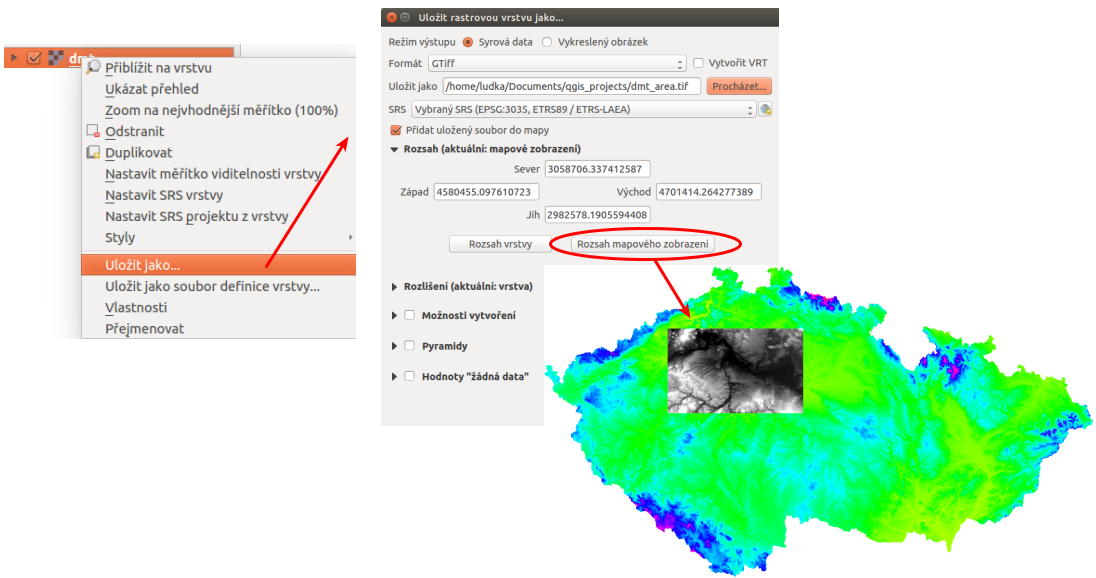 dmt
Přiblížit na vrstvu
Ukázat přehled
Zoom na nejvhodnější měřítko (100%)
Odstranit
Duplikovat
Nastavit měřítko viditelnosti vrstvy
Nastavit SRS vrstvy
Nastavit SRS projektu z vrstvy
Styly
Uložit jako...
Uložit jako soubor definice vrstvy...
Vlastnosti
Přejmenovat
Uložit rastrovou vrstvu jako...
Režim výstupu Syrová data Vykreslený obrázek
Formát GTiff Vytvořit VRT
Uložit jako /home/ludka/Documents/qgis_projects/dmt_area.tif Procházet...
SRS Vybraný SRS (EPSG:3035, ETRS89 / ETRS-LAEA)
Přidat uložený soubor do mapy
Rozsah (aktuální: mapové zobrazení)
Sever 3058706.337412587
Západ 4580455.097610723 Východ 4701414.264277389
Jih 2982578.1905594408
Rozsah vrstvy Rozsah mapového zobrazení
Rozlišení (aktuální: vrstva)
Možnosti vytvoření
Pyramidy
Hodnoty "žádná data"